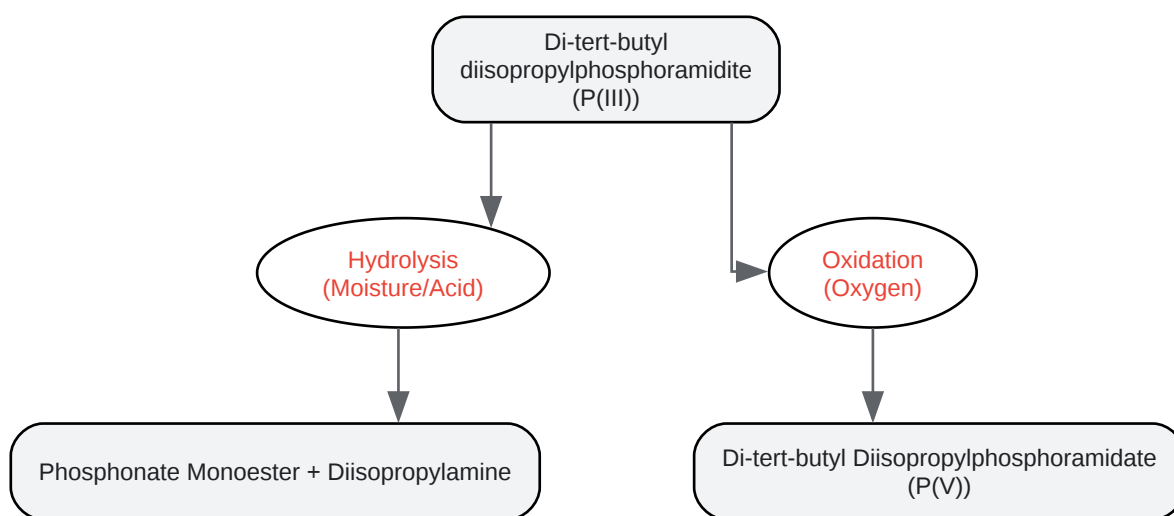 Di-tert-butyl
diisopropylphosphoramidite
(P(III))
Hydrolysis
(Moisture/Acid)
Oxidation
(Oxygen)
Phosphonate Monoester + Diisopropylamine
Di-tert-butyl Diisopropylphosphoramidate
(P(V))